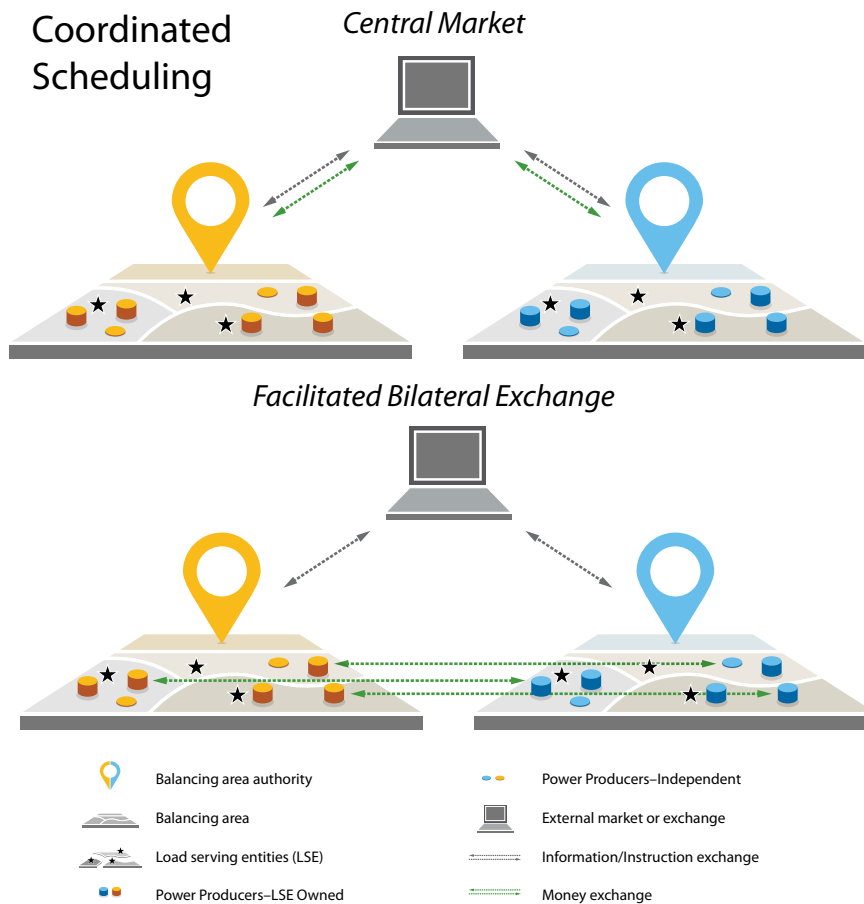 Coordinated
Scheduling
Central Market
Facilitated Bilateral Exchange
Balancing area authority
Power Producers–Independent
Balancing area
External market or exchange
Load serving entities (LSE)
Information/Instruction exchange
Power Producers–LSE Owned
Money exchange